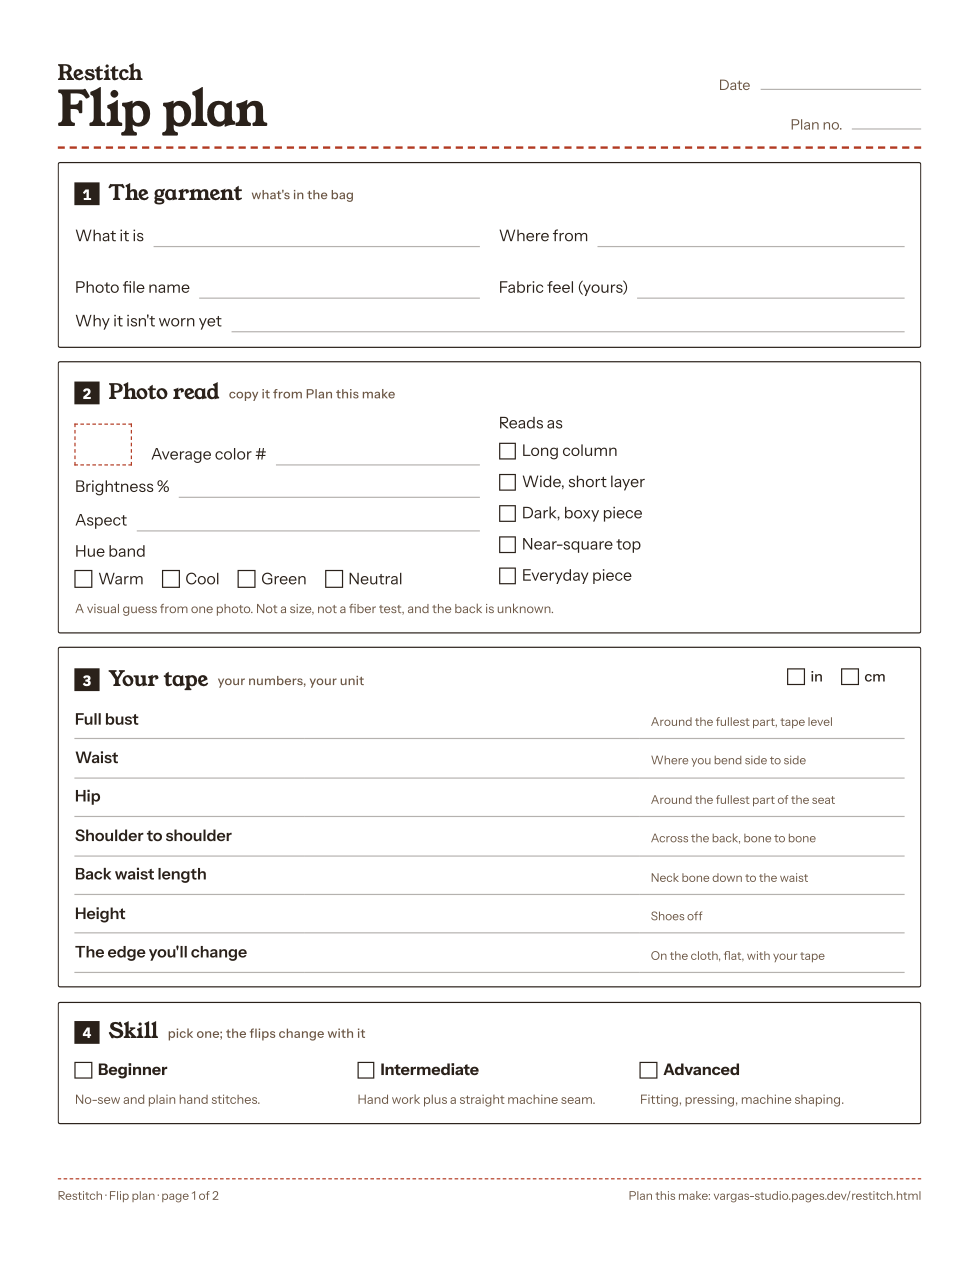 Restitch
Flip plan
Date
Plan no.
1 The garment what's in the bag
What it is
Where from
Photo file name
Fabric feel (yours)
Why it isn't worn yet
2 Photo read copy it from Plan this make
Average color #
Brightness %
Aspect
Hue band
Warm Cool Green Neutral
Reads as
Long column
Wide, short layer
Dark, boxy piece
Near-square top
Everyday piece
A visual guess from one photo. Not a size, not a fiber test, and the back is unknown.
3 Your tape your numbers, your unit
in cm
Full bust Around the fullest part, tape level
Waist Where you bend side to side
Hip Around the fullest part of the seat
Shoulder to shoulder Across the back, bone to bone
Back waist length Neck bone down to the waist
Height Shoes off
The edge you'll change On the cloth, flat, with your tape
4 Skill pick one; the flips change with it
Beginner
No-sew and plain hand stitches.
Intermediate
Hand work plus a straight machine seam.
Advanced
Fitting, pressing, machine shaping.
Restitch · Flip plan · page 1 of 2
Plan this make: vargas-studio.pages.dev/restitch.html